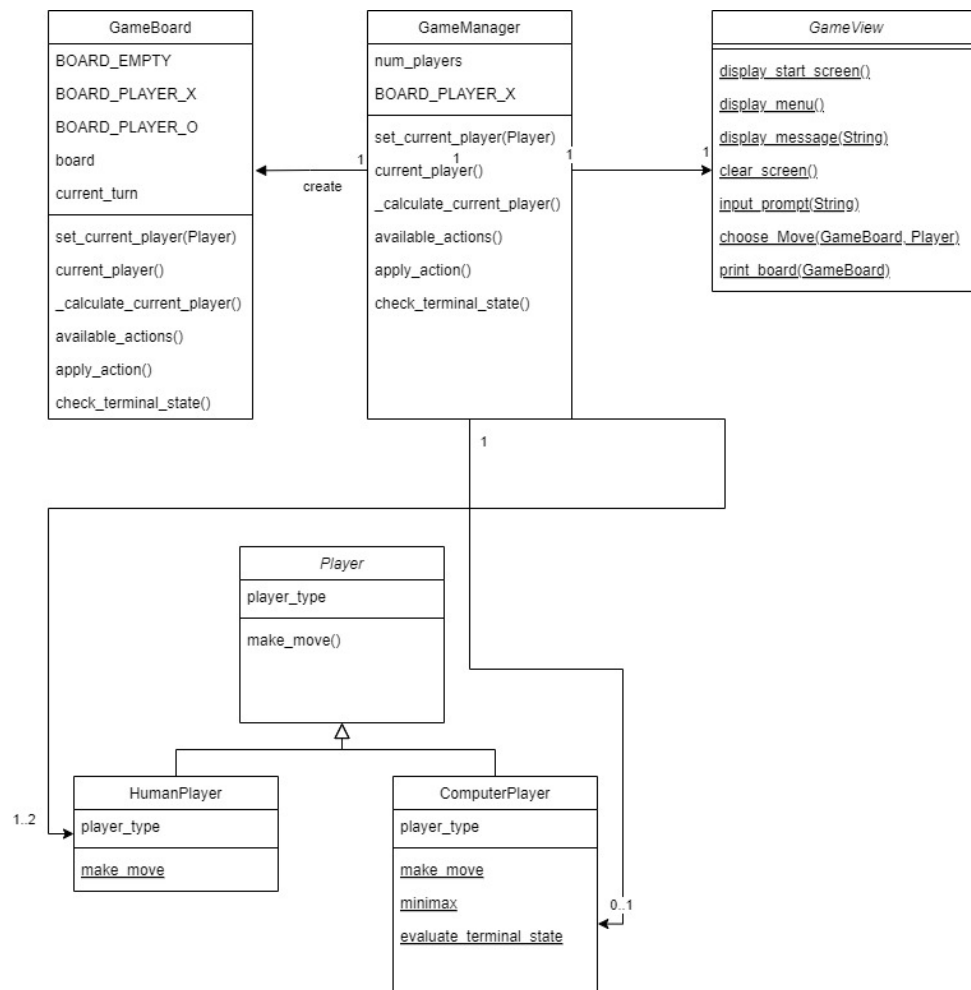 GameBoard
BOARD_EMPTY
BOARD_PLAYER_X
BOARD_PLAYER_O
board
current_turn
set_current_player(Player)
current_player()
_calculate_current_player()
available_actions()
apply_action()
check_terminal_state()
1
create
GameManager
num_players
BOARD_PLAYER_X
set_current_player(Player)
1
current_player()
_calculate_current_player()
available_actions()
apply_action()
check_terminal_state()
1
1
GameView
display_start_screen()
display_menu()
display_message(String)
clear_screen()
input_prompt(String)
choose_Move(GameBoard, Player)
print_board(GameBoard)
1
Player
player_type
make_move()
1..2
HumanPlayer
player_type
make_move
ComputerPlayer
player_type
make_move
minimax
evaluate_terminal_state
0..1